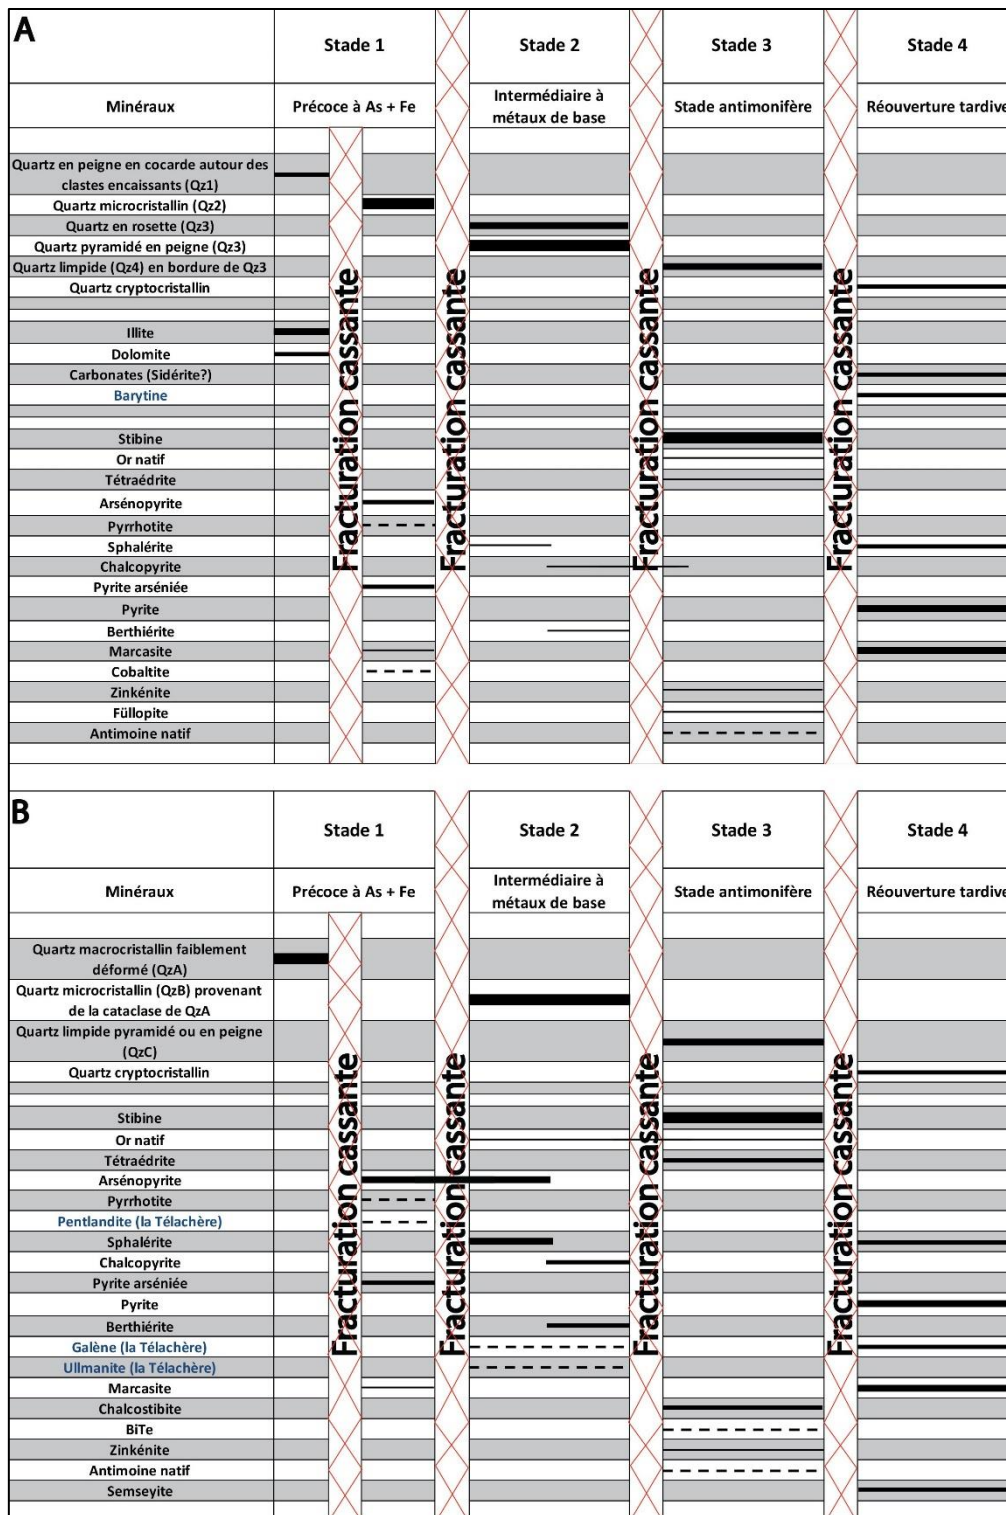 A
Stade 1
Stade 2
Stade 3
Stade 4
Minéraux
Précoce à As + Fe
Intermédiaire à
métaux de base
Stade antimonifère
Réouverture tardive
Quartz en peigne en cocarde autour des
clastes encaissants (Qz1)
Quartz microcristallin (Qz2)
Quartz en rosette (Qz3)
Quartz pyramidé en peigne (Qz3)
Quartz limpide (Qz4) en bordure de Qz3
Quartz cryptocristallin
Illite
Dolomite
Carbonates (Sidérite?)
Barytine
Stibine
Or natif
Tétraédrite
Arsénopyrite
Pyrrhotite
Sphalérite
Chalcopyrite
Pyrite arséniée
Pyrite
Berthiérite
Marcasite
Cobaltite
Zinkénite
Füllopite
Antimoine natif
Fracturation cassante
Fracturation cassante
Fracturation cassante
Fracturation cassante
B
Stade 1
Stade 2
Stade 3
Stade 4
Minéraux
Précoce à As + Fe
Intermédiaire à
métaux de base
Stade antimonifère
Réouverture tardive
Quartz macrocristallin faiblement
déformé (QzA)
Quartz microcristallin (QzB) provenant
de la cataclase de QzA
Quartz limpide pyramidé ou en peigne
(QzC)
Quartz cryptocristallin
Stibine
Or natif
Tétraédrite
Arsénopyrite
Pyrrhotite
Pentlandite (la Télachère)
Sphalérite
Chalcopyrite
Pyrite arséniée
Pyrite
Berthiérite
Galène (la Télachère)
Ullmanite (la Télachère)
Marcasite
Chalcostibite
BiTe
Zinkénite
Antimoine natif
Semseyite
Fracturation cassante
Fracturation cassante
Fracturation cassante
Fracturation cassante